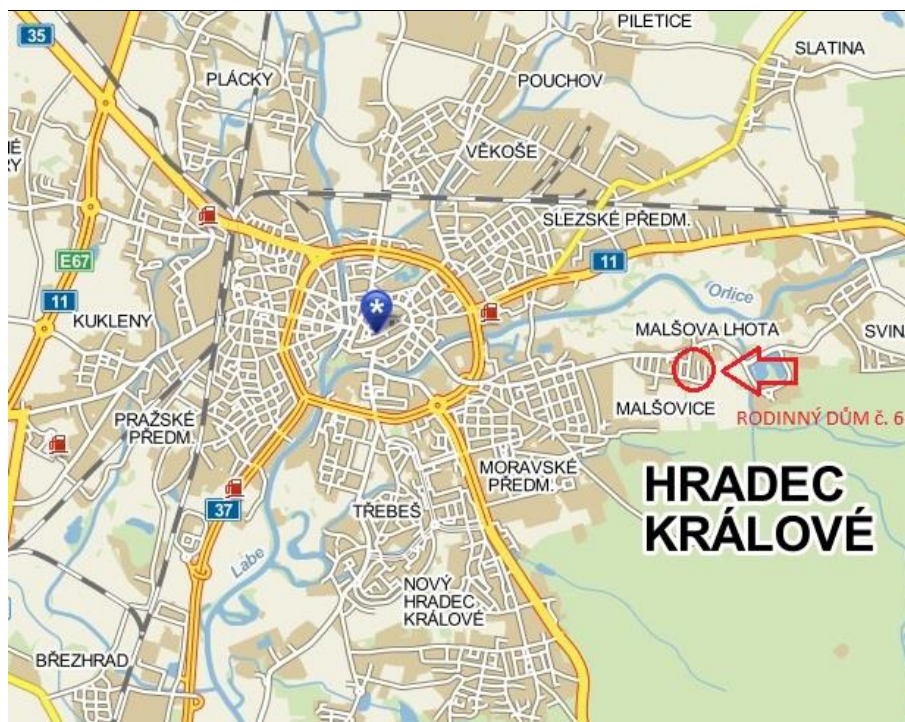 PILETICE
35
SLATINA
PLÁCKY
POUCHOV
VĚKOŠE
SLEZSKÉ PŘEDM.
E67
11
11
Orlice
KUKLENY
*
MALŠOVA LHOTA
MALŠOVICE
RODINNÝ DŮM č. 6
PRAŽSKÉ
PŘEDM.
MORAVSKÉ
PŘEDM.
HRADEC
KRÁLOVÉ
37
TŘEBEŠ
Labe
NOVÝ
HRADEC
KRÁLOVÉ
BŘEZHRAD